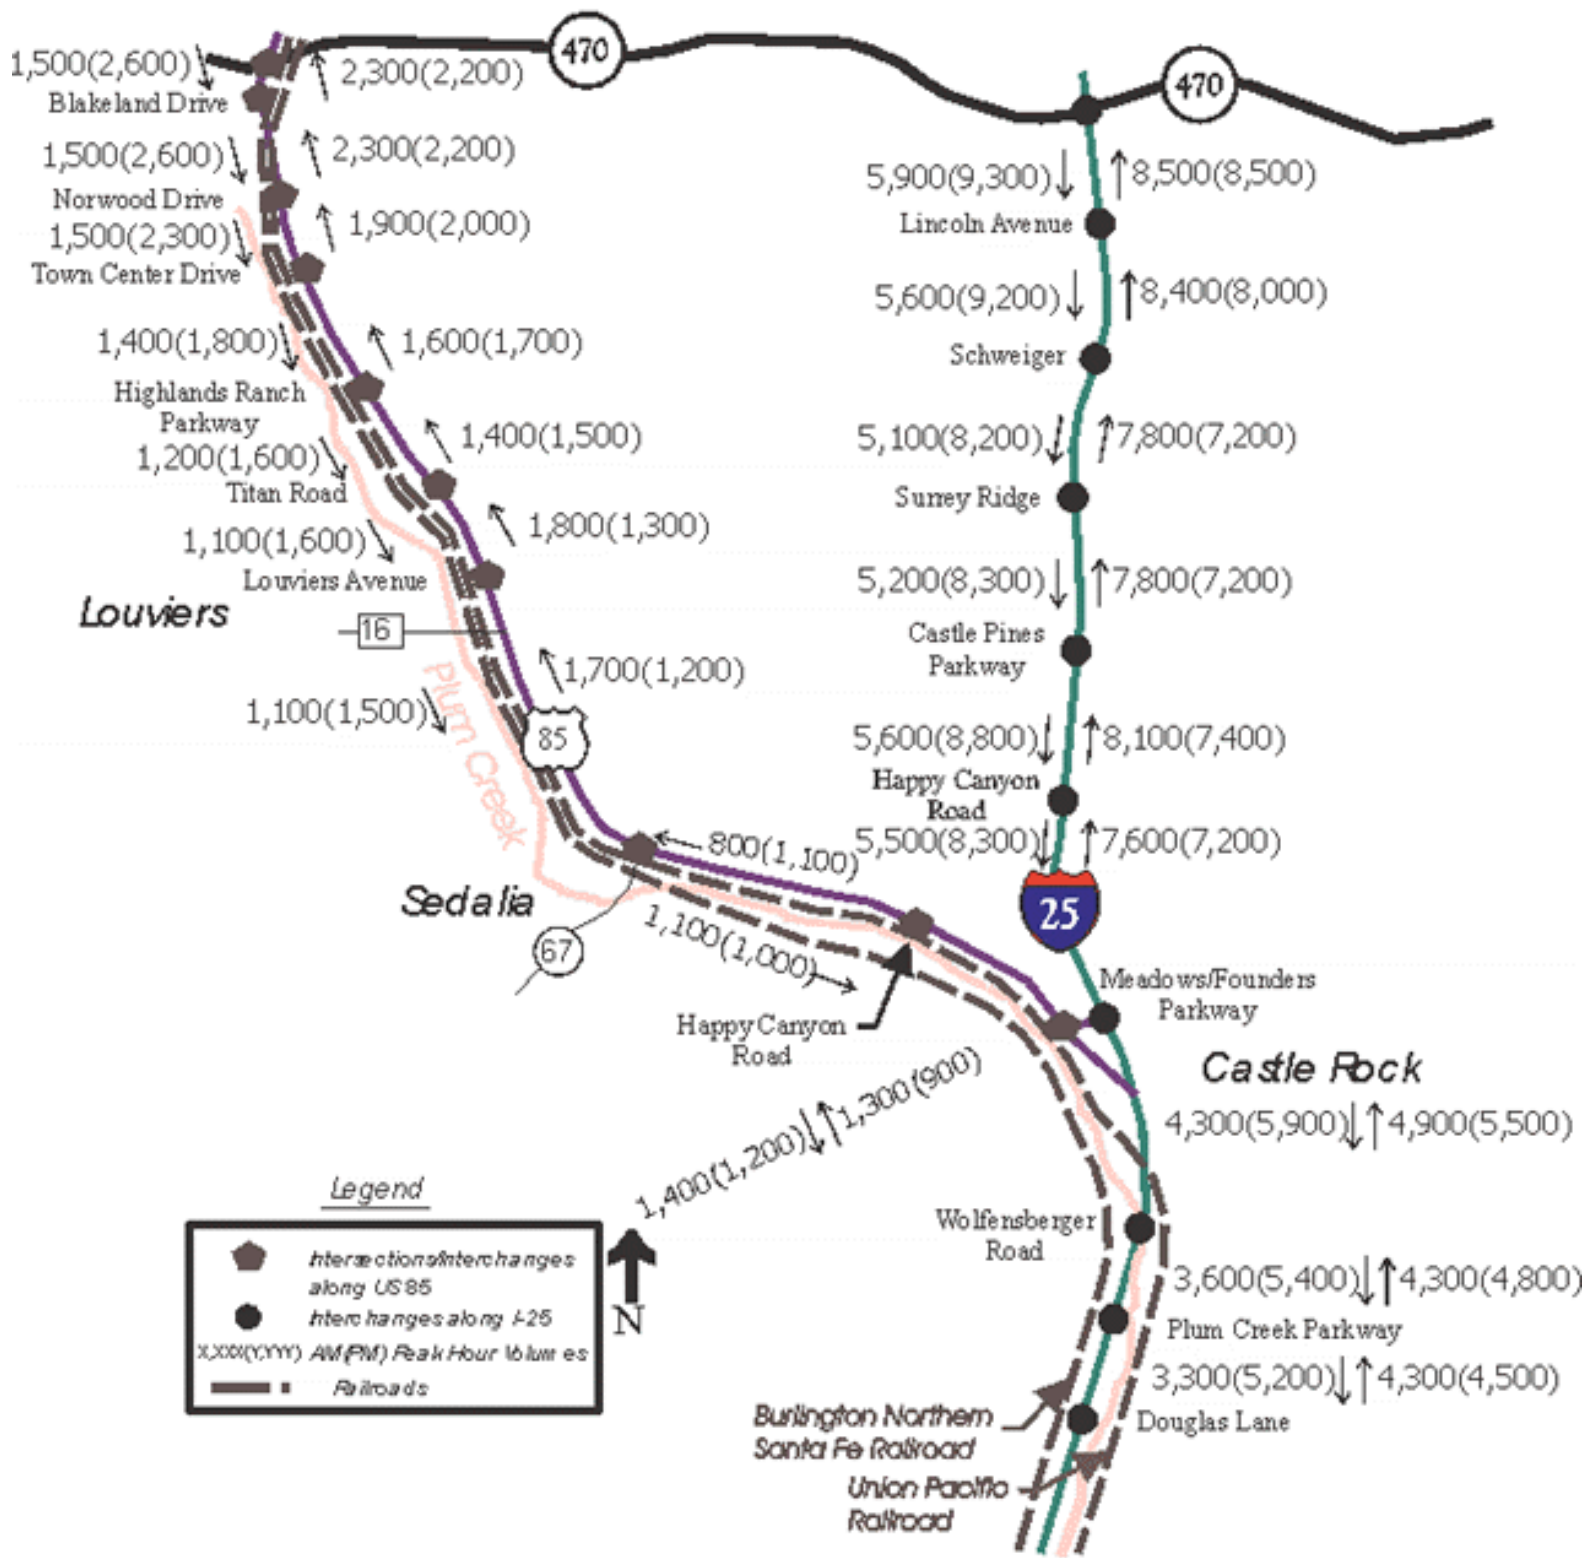 470
470
1,500(2,600)
2,300(2,200)
Blakeland Drive
1,500(2,600)
2,300(2,200)
5,900(9,300)
8,500(8,500)
Norwood Drive
1,500(2,300)
1,900(2,000)
Lincoln Avenue
Town Center Drive
5,600(9,200)
8,400(8,000)
1,400(1,800)
1,600(1,700)
Schweiger
Highlands Ranch
Parkway
1,400(1,500)
5,100(8,200)
7,800(7,200)
1,200(1,600)
Titan Road
Surrey Ridge
1,800(1,300)
1,100(1,600)
Louviers Avenue
5,200(8,300)
7,800(7,200)
Louviers
16
Castle Pines
Parkway
1,700(1,200)
Plum Creek
1,100(1,500)
85
5,600(8,800)
8,100(7,400)
Happy Canyon
Road
800(1,100)
5,500(8,300)
7,600(7,200)
Sedalia
25
67
1,100(1,000)
Meadows/Founders
Parkway
Happy Canyon
Road
Castle Rock
1,300(900)
1,400(1,200)
4,300(5,900)
4,900(5,500)
Wolfensberger
Road
3,600(5,400)
4,300(4,800)
Plum Creek Parkway
3,300(5,200)
4,300(4,500)
Douglas Lane
Burlington Northern
Santa Fe Railroad
Union Pacific
Railroad
Legend
Intersections/Interchanges
along US 85
Interchanges along I-25
X,XXX(Y,YYY) AM(PM) Peak Hour Volumes
Railroads
N